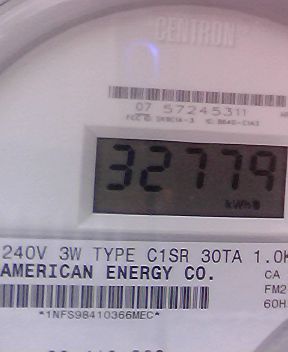 CENTRON
07 57245311
32779
kWh
240V 3W TYPE C1SR 30TA 1.0K
AMERICAN ENERGY CO.
CA
FM2
60H
*1NFS98410366MEC*